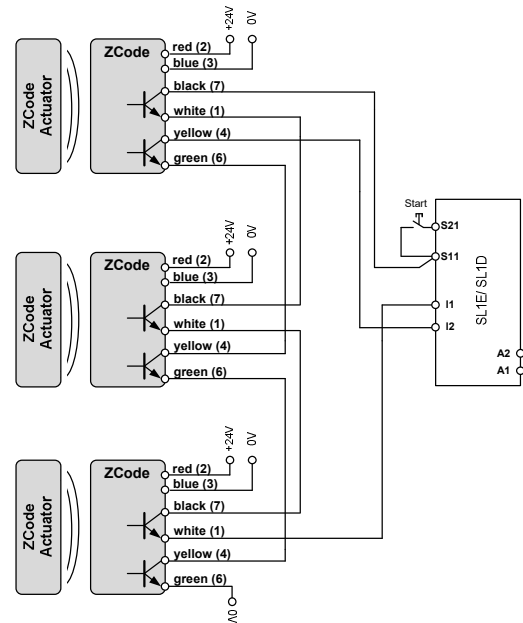 +24V
0V
ZCode
Actuator
ZCode
red (2)
blue (3)
black (7)
white (1)
yellow (4)
green (6)
+24V
0V
ZCode
Actuator
ZCode
red (2)
blue (3)
black (7)
white (1)
yellow (4)
green (6)
+24V
0V
ZCode
Actuator
ZCode
red (2)
blue (3)
black (7)
white (1)
yellow (4)
green (6)
0V
Start
S21
S11
I1
I2
SL1E/ SL1D
A2
A1